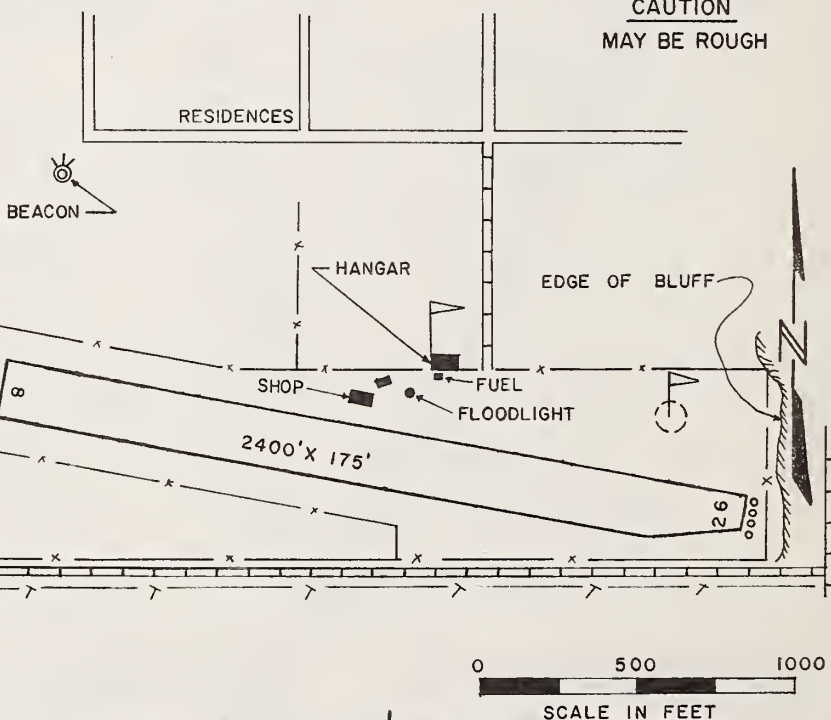 CAUTION
MAY BE ROUGH
RESIDENCES
BEACON
HANGAR
EDGE OF BLUFF
SHOP
FUEL
FLOODLIGHT
8
2400' X 175'
26
N
0 500 1000
SCALE IN FEET